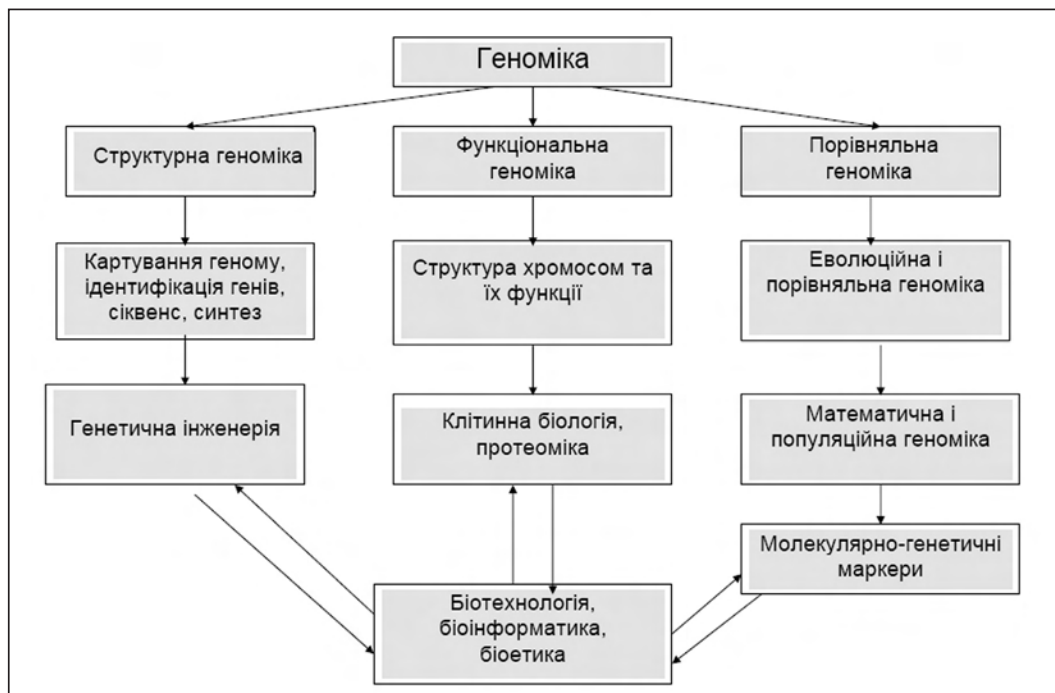 Геноміка
Структурна геноміка
Функціональна
геноміка
Порівняльна
геноміка
Картування геному,
ідентифікація генів,
сіквенс, синтез
Структура хромосом та
їх функції
Еволюційна і
порівняльна геноміка
Генетична інженерія
Клітинна біологія,
протеоміка
Математична і
популяційна геноміка
Молекулярно-генетичні
маркери
Біотехнологія,
біоінформатика,
біоетика